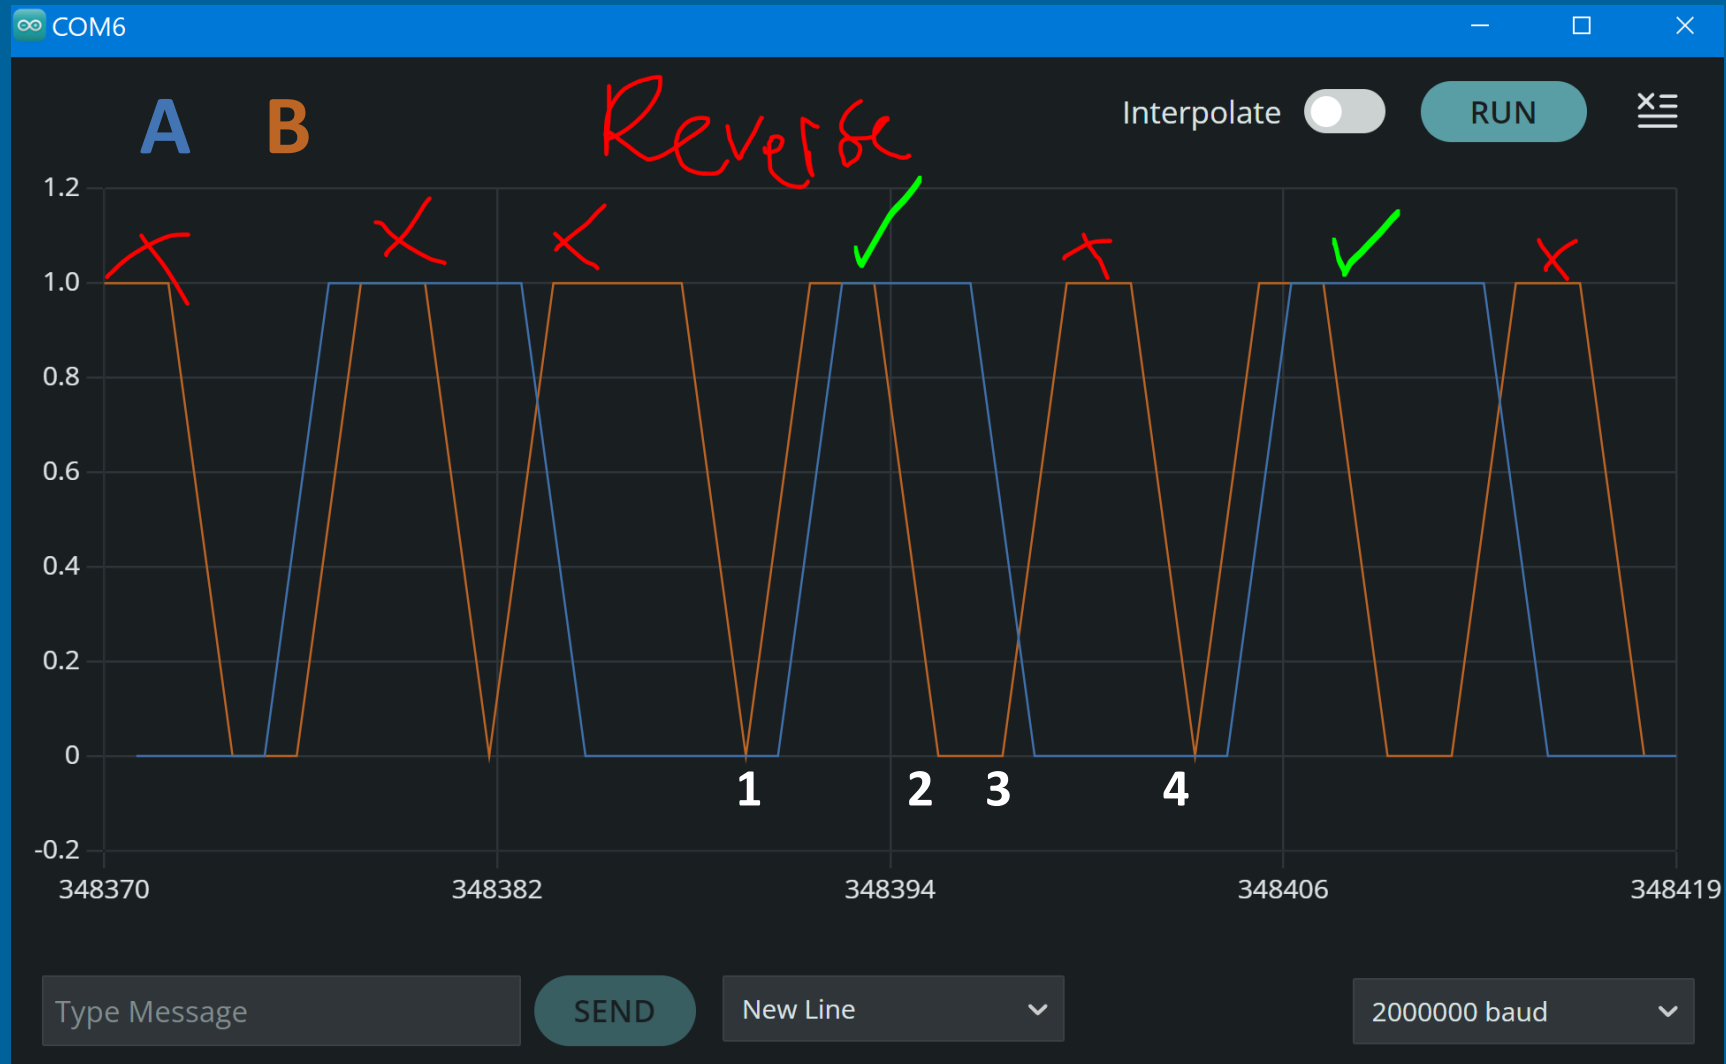 COM6
A B Reverse Interpolate RUN
1.2
1.0
0.8
0.6
0.4
0.2
0
1 2 3 4
-0.2
348370 348382 348394 348406 348419
Type Message SEND New Line 2000000 baud